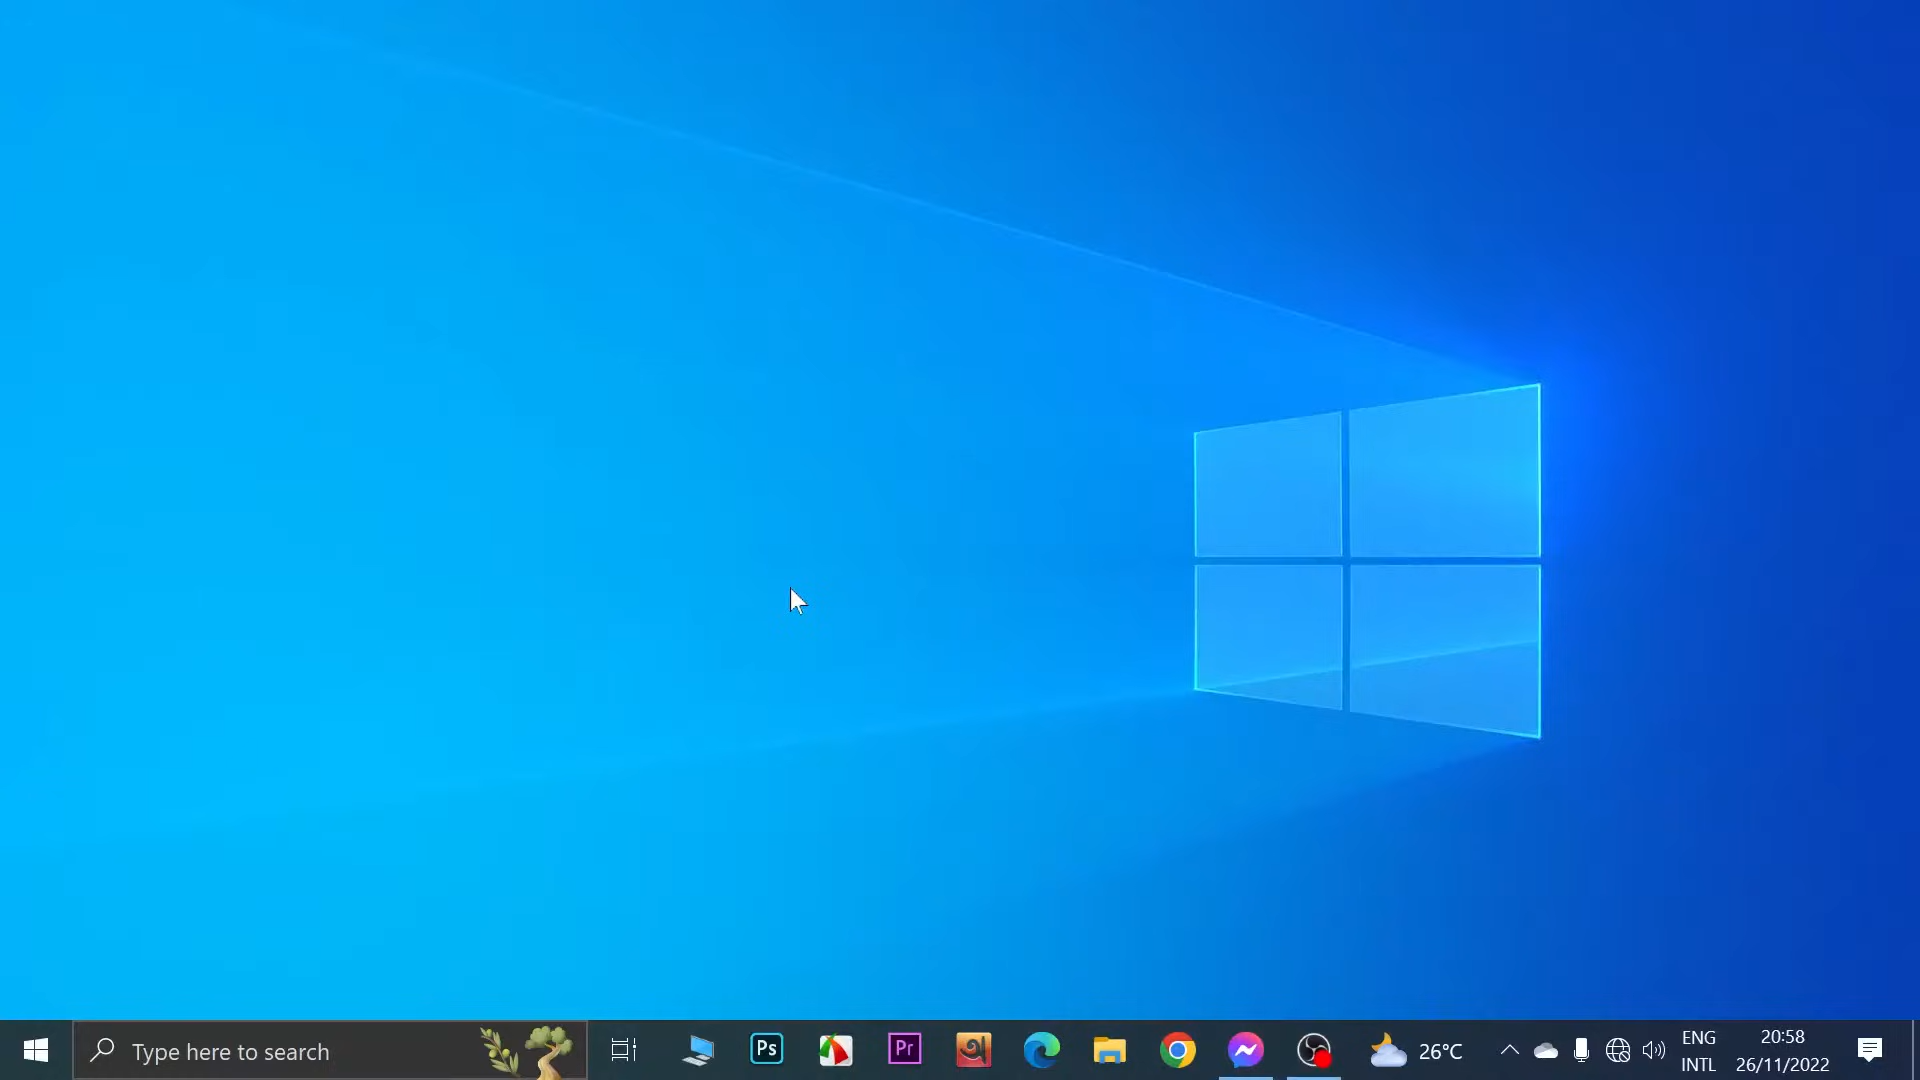 Type here to search
Ps
Pr
26°C
ENG
INTL
20:58
26/11/2022